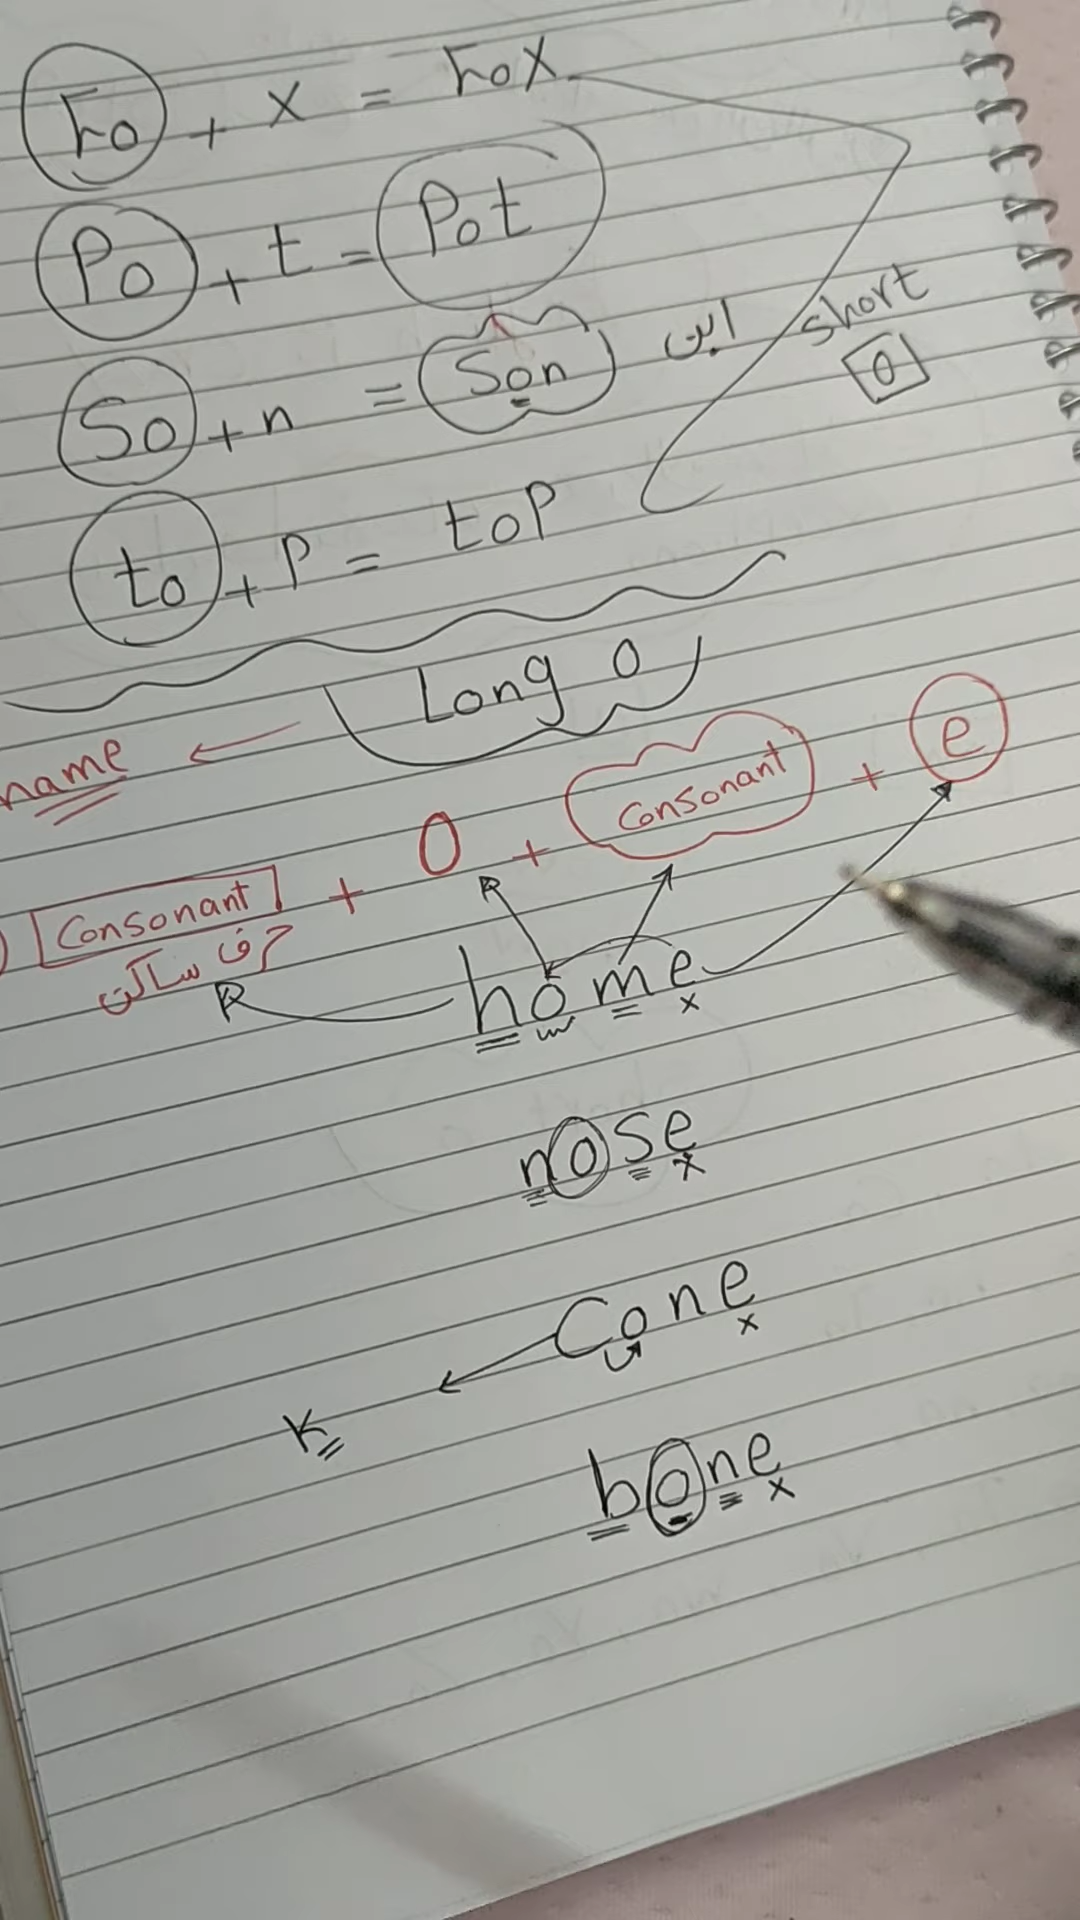 Fo + x = Fox
Po + t = Pot
So + n = Son ابن
short
o
to + P = toP
Long o
name
Consonant + O + Consonant + e
حرف ساكن
home
x
nose
x
Cone
x
K
bone
x